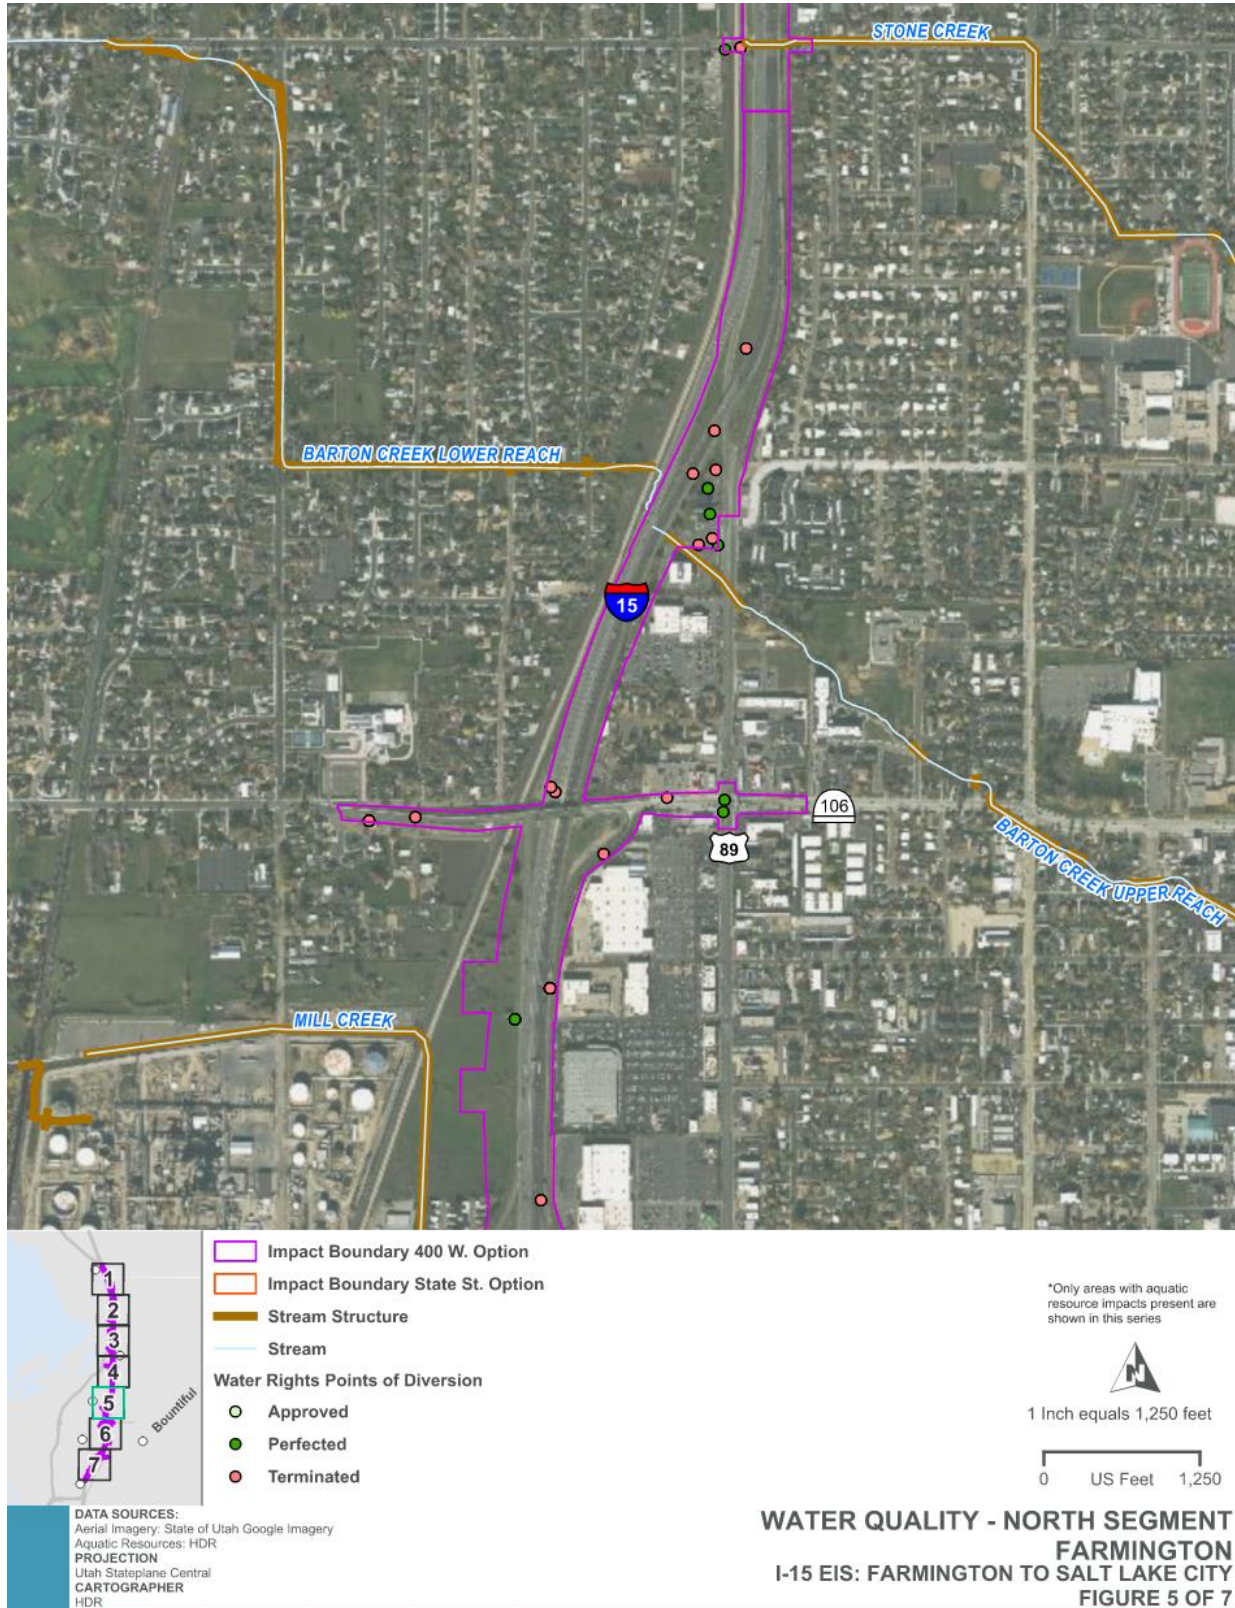 STONE CREEK
BARTON CREEK LOWER REACH
15
106
89
BARTON CREEK UPPER REACH
MILL CREEK
1
2
3
4
5
6
7
Bountiful
Impact Boundary 400 W. Option
Impact Boundary State St. Option
Stream Structure
Stream
Water Rights Points of Diversion
Approved
Perfected
Terminated
*Only areas with aquatic
resource impacts present are
shown in this series
N
1 Inch equals 1,250 feet
0 US Feet 1,250
DATA SOURCES:
Aerial Imagery: State of Utah Google Imagery
Aquatic Resources: HDR
PROJECTION
Utah Stateplane Central
CARTOGRAPHER
HDR
WATER QUALITY - NORTH SEGMENT
FARMINGTON
I-15 EIS: FARMINGTON TO SALT LAKE CITY
FIGURE 5 OF 7